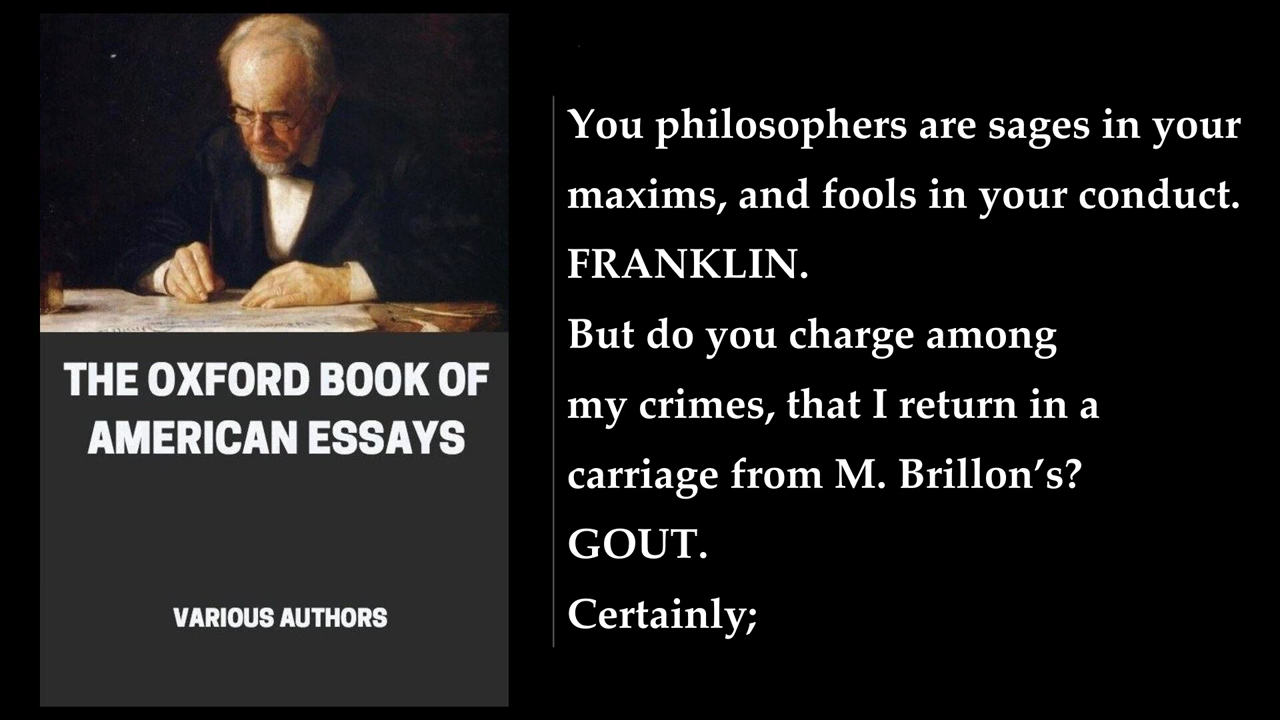 THE OXFORD BOOK OF
AMERICAN ESSAYS
VARIOUS AUTHORS
You philosophers are sages in your
maxims, and fools in your conduct.
FRANKLIN.
But do you charge among
my crimes, that I return in a
carriage from M. Brillon’s?
GOUT.
Certainly;